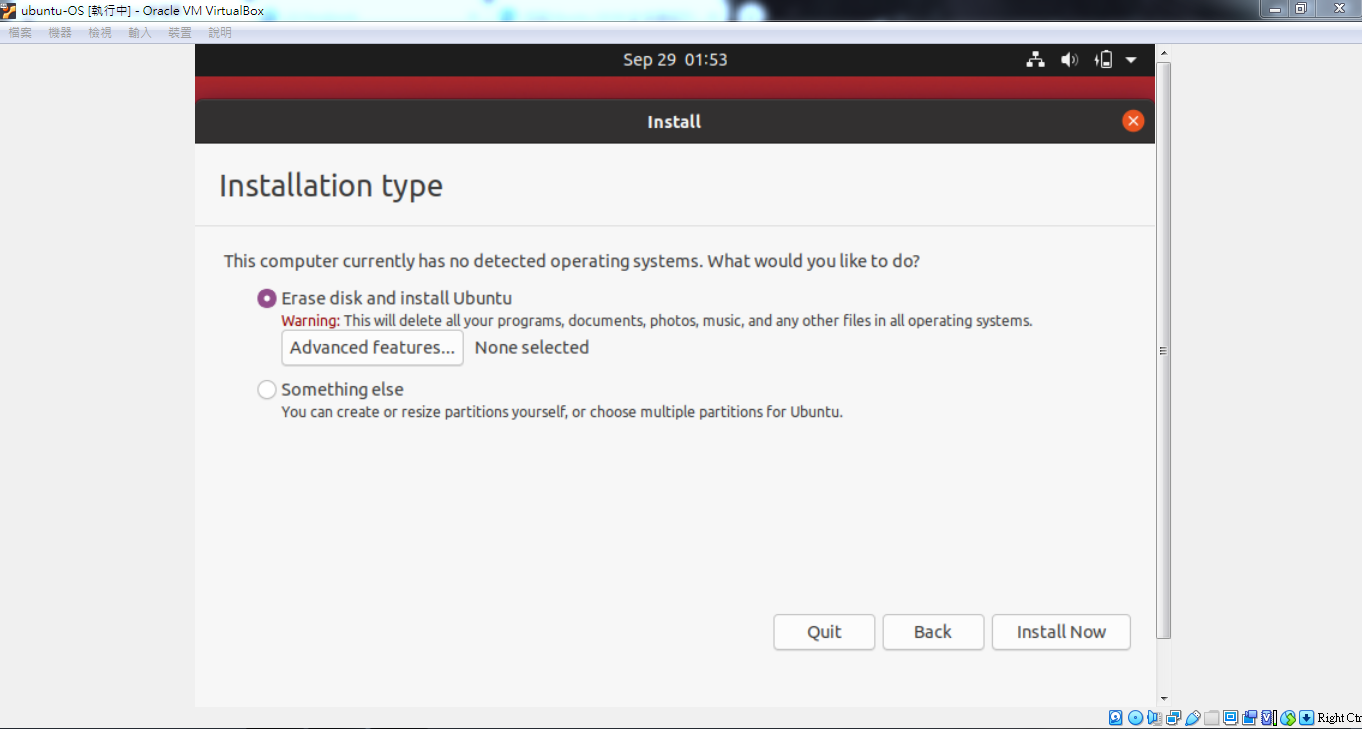 ubuntu-OS [執行中] - Oracle VM VirtualBox
檔案 機器 檢視 輸入 裝置 說明
Sep 29 01:53
Install
Installation type
This computer currently has no detected operating systems. What would you like to do?
Erase disk and install Ubuntu
Warning: This will delete all your programs, documents, photos, music, and any other files in all operating systems.
Advanced features... None selected
Something else
You can create or resize partitions yourself, or choose multiple partitions for Ubuntu.
Quit Back Install Now
Right Ctr